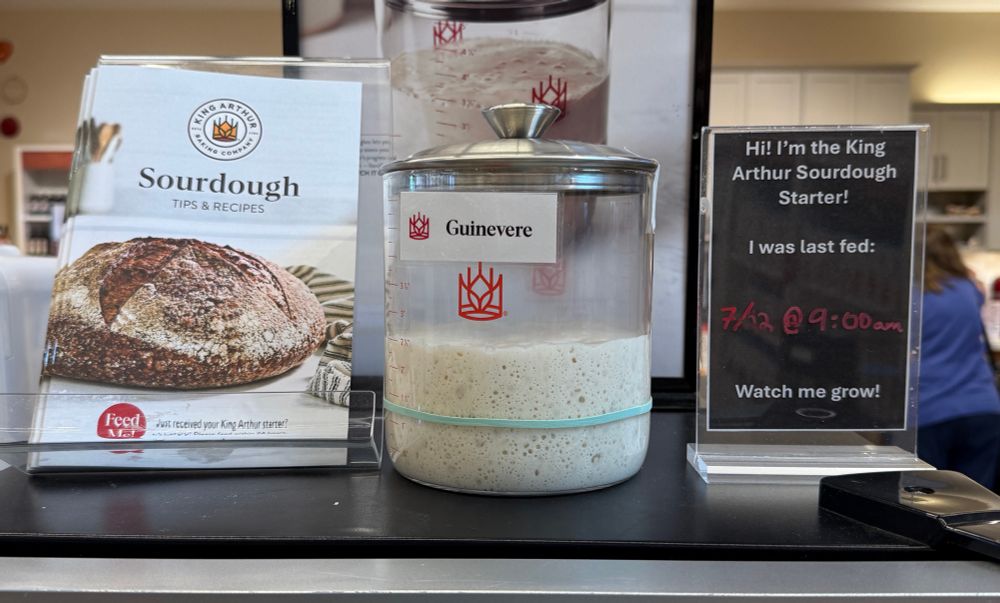 KING ARTHUR
BAKING COMPANY
Sourdough
TIPS & RECIPES
Feed
Me!
Just received your King Arthur starter?
Guinevere
Hi! I'm the King
Arthur Sourdough
Starter!
I was last fed:
7/12 @ 9:00am
Watch me grow!